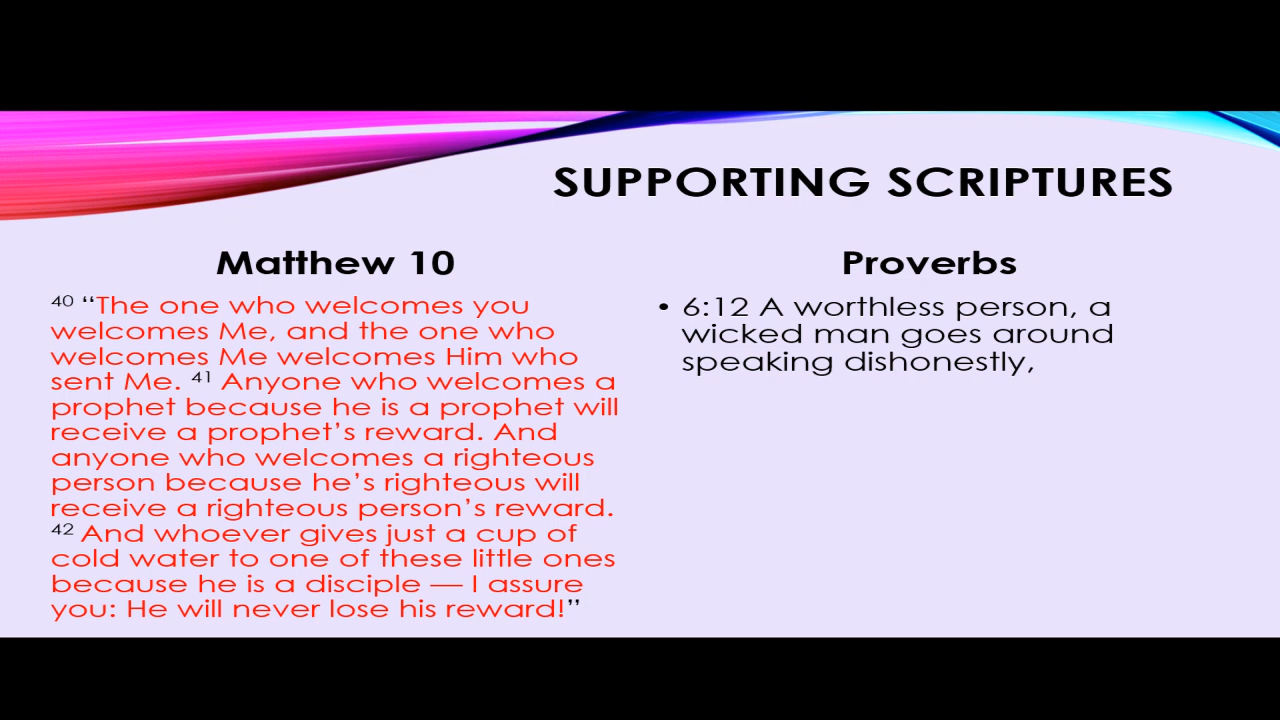 SUPPORTING SCRIPTURES
Matthew 10
40 “The one who welcomes you
welcomes Me, and the one who
welcomes Me welcomes Him who
sent Me. 41 Anyone who welcomes a
prophet because he is a prophet will
receive a prophet’s reward. And
anyone who welcomes a righteous
person because he’s righteous will
receive a righteous person’s reward.
42 And whoever gives just a cup of
cold water to one of these little ones
because he is a disciple — I assure
you: He will never lose his reward!”
Proverbs
• 6:12 A worthless person, a
wicked man goes around
speaking dishonestly,